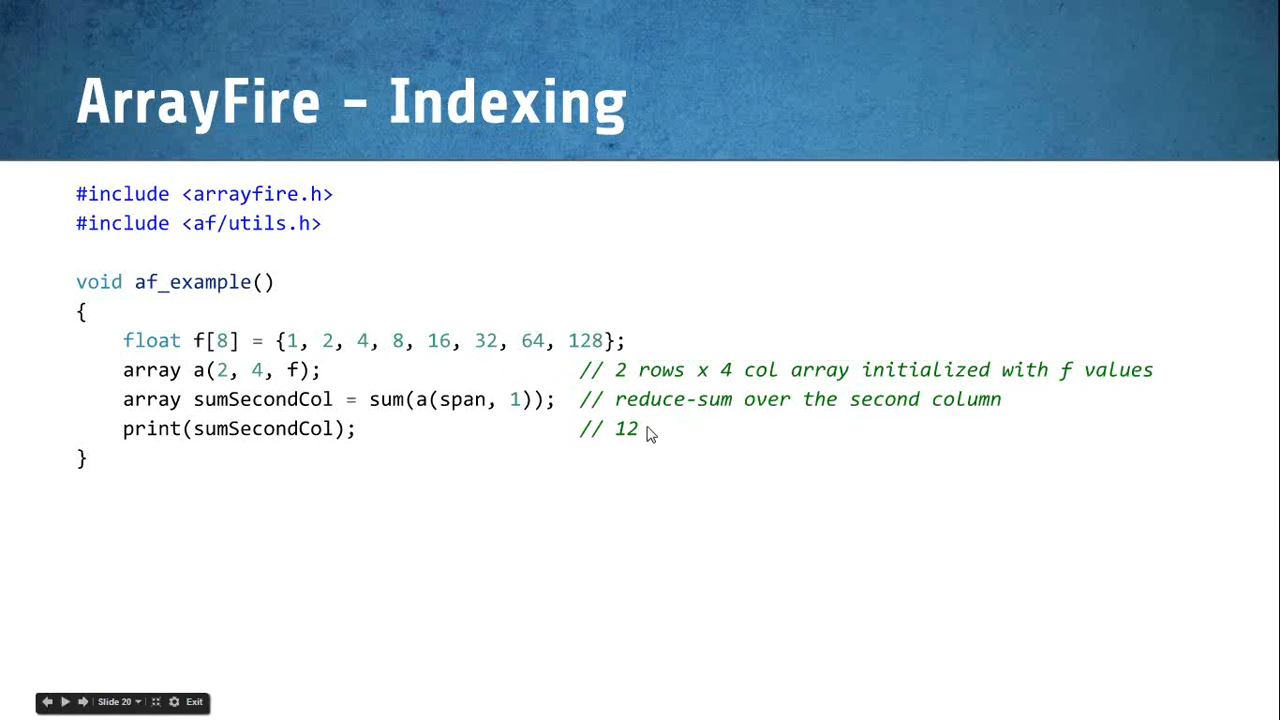 ArrayFire - Indexing
#include <arrayfire.h>
#include <af/utils.h>
void af_example()
{
float f[8] = {1, 2, 4, 8, 16, 32, 64, 128};
array a(2, 4, f); // 2 rows x 4 col array initialized with f values
array sumSecondCol = sum(a(span, 1)); // reduce-sum over the second column
print(sumSecondCol); // 12
}
Slide 20 Exit